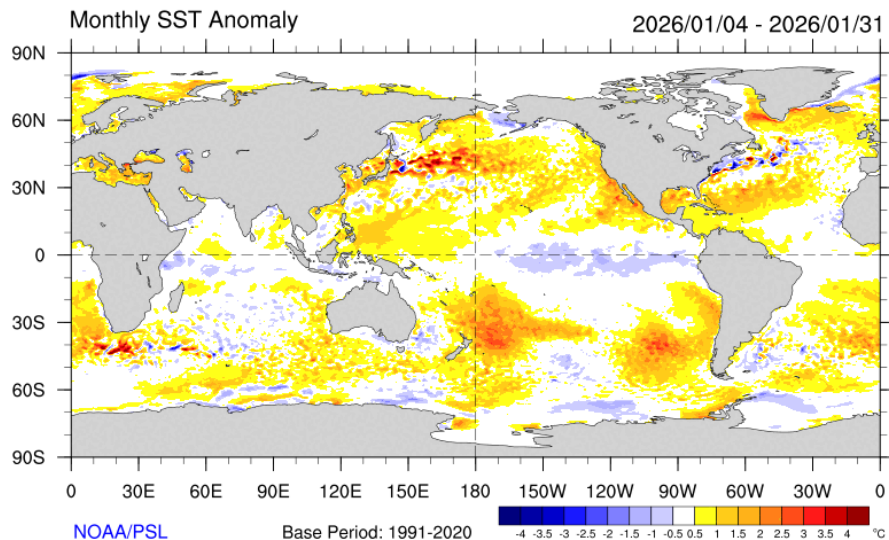 Monthly SST Anomaly 2026/01/04 - 2026/01/31
90N
60N
30N
0
30S
60S
90S
0 30E 60E 90E 120E 150E 180 150W 120W 90W 60W 30W 0
NOAA/PSL Base Period: 1991-2020
-4 -3.5 -3 -2.5 -2 -1.5 -1 -0.5 0.5 1 1.5 2 2.5 3 3.5 4 °C